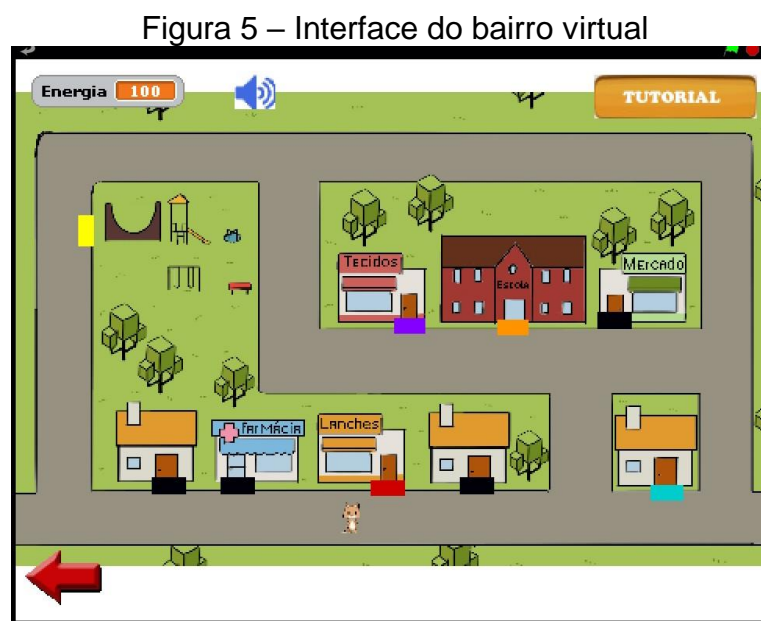 Figura 5 – Interface do bairro virtual
Energia 100
TUTORIAL
Tecidos
Escola
Mercado
farmácia
Lanches